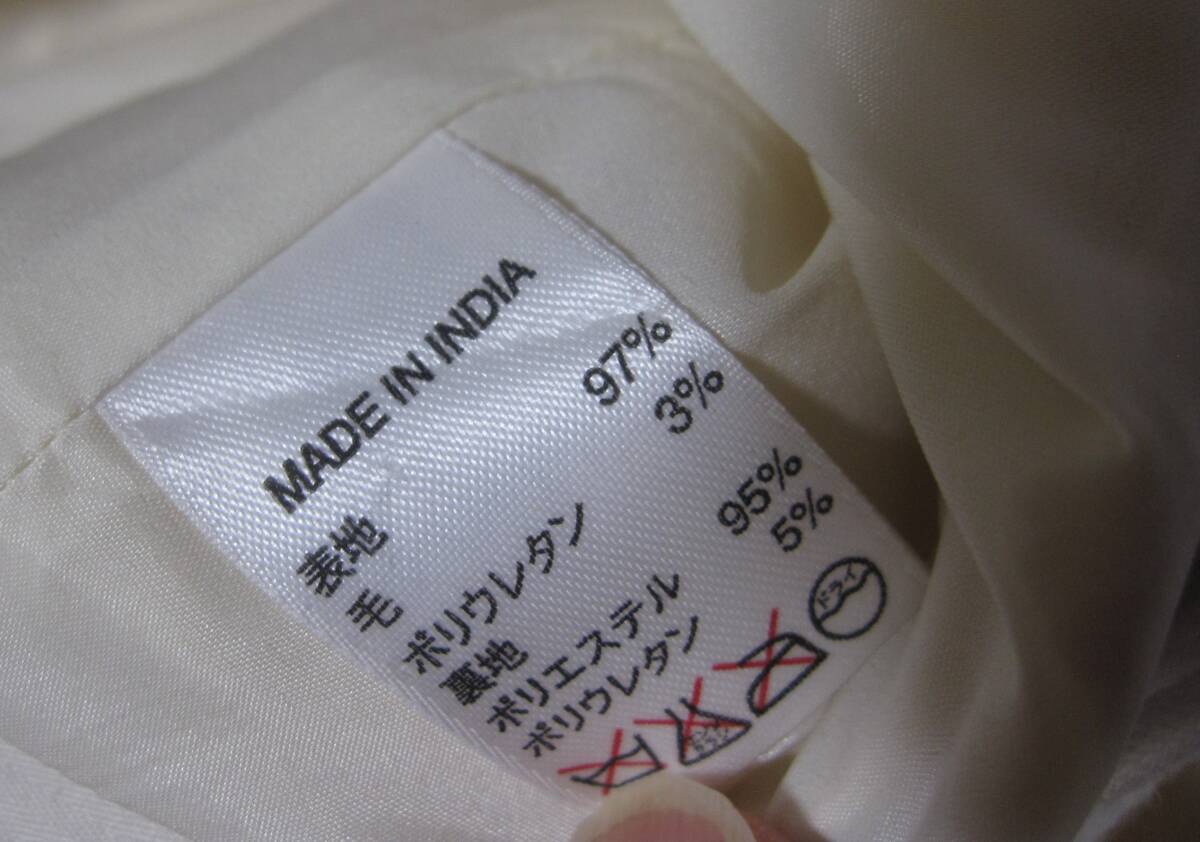 MADE IN INDIA
表地
毛 97%
ポリウレタン 3%
裏地
ポリエステル 95%
ポリウレタン 5%
ドライ